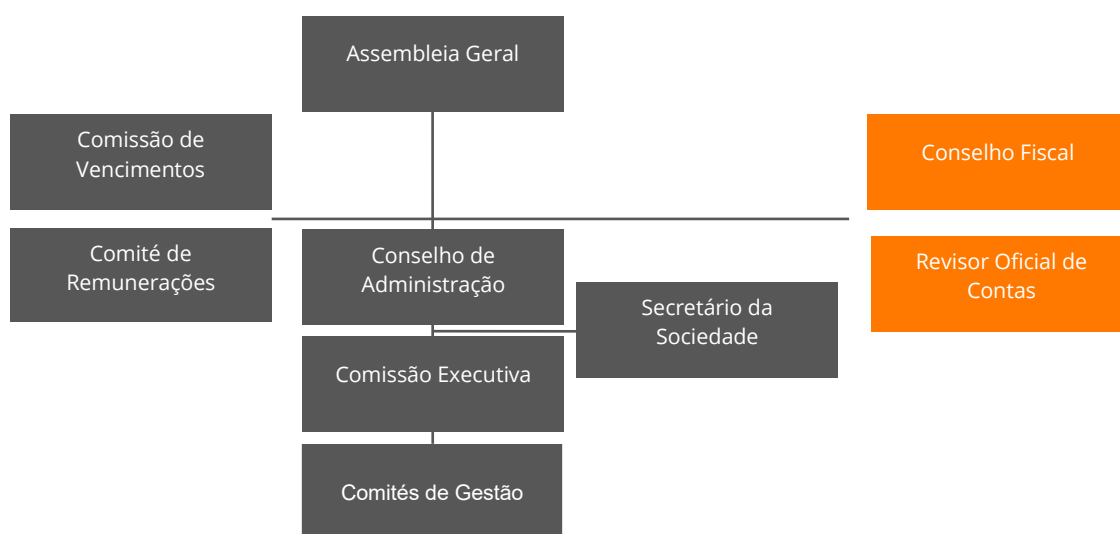 Assembleia Geral
Comissão de
Vencimentos
Conselho Fiscal
Comité de
Remunerações
Conselho de
Administração
Revisor Oficial de
Contas
Secretário da
Sociedade
Comissão Executiva
Comités de Gestão